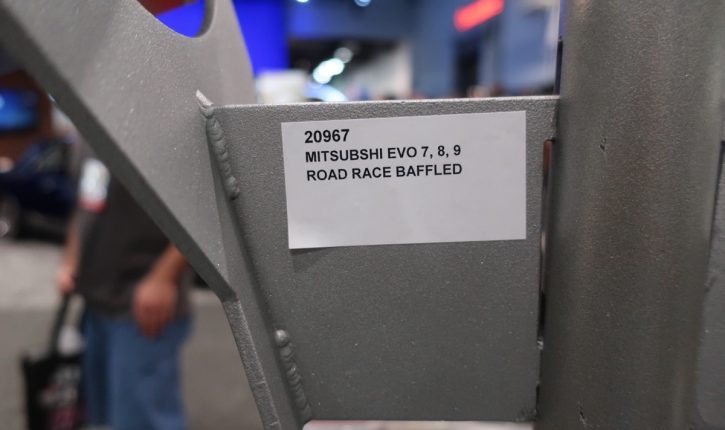 20967
MITSUBSHI EVO 7, 8, 9
ROAD RACE BAFFLED